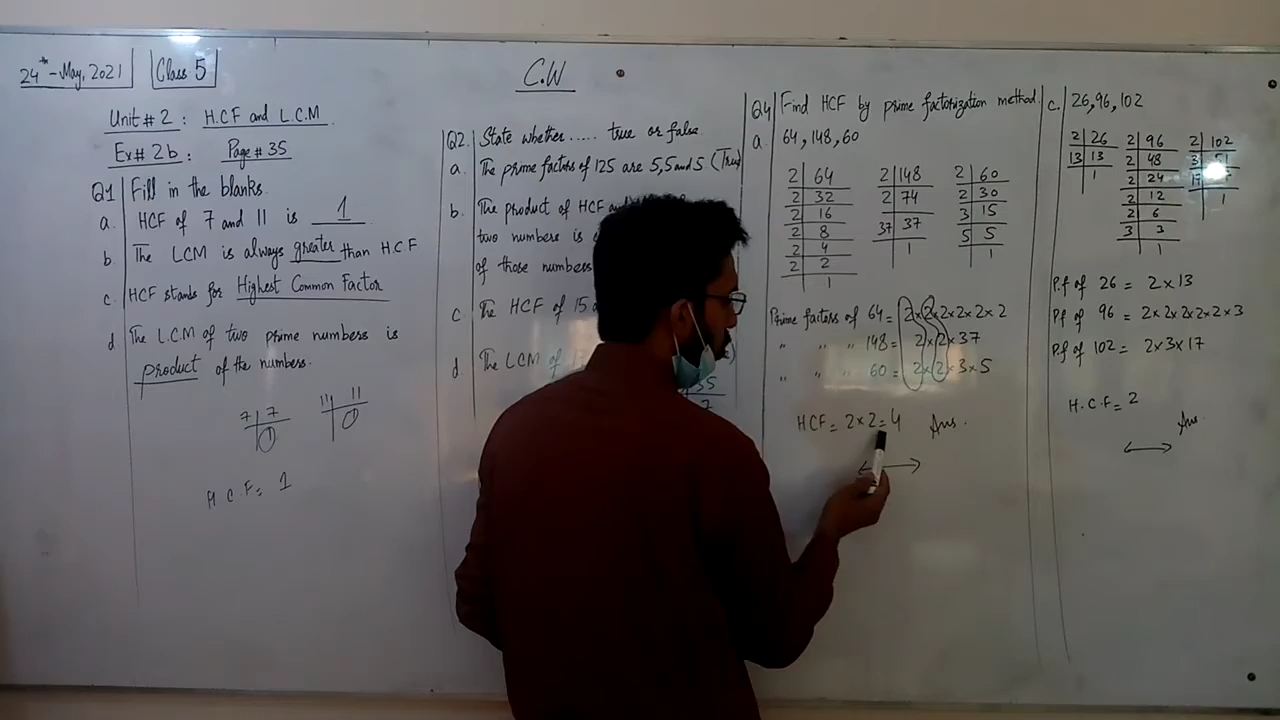 24th-May, 2021
Class 5
C.W
Unit # 2 : H.C.F and L.C.M
Ex # 2b : Page # 35
Q1 Fill in the blanks.
a. HCF of 7 and 11 is 1
b. The LCM is always greater than H.C.F
c. HCF stands for Highest Common Factor
d The L.C.M of two prime numbers is
product of the numbers.
7 7
1
11 11
1
H.C.F= 1
Q2. State whether ..... true or false.
a. The prime factors of 125 are 5,5 and 5 (True)
b. The product of HCF and
two numbers is
of those numbers
c. The HCF of 15
d. The LCM of
35
7
Q4 Find HCF by prime factorization method.
a 64, 148, 60
2 64
2 32
2 16
2 8
2 4
2 2
1
2 148
2 74
37 37
1
2 60
2 30
3 15
5 5
1
Prime factors of 64 = 2×2×2×2×2×2
" " " 148 = 2×2×37
" " " 60 = 2×2×3×5
HCF = 2×2=4 Ans.
c. 26, 96, 102
2 26
13 13
1
2 96
2 48
2 24
2 12
2 6
3 3
1
2 102
3 51
17
1
P.f of 26 = 2×13
Pf of 96 = 2×2×2×2×2×3
P.f of 102 = 2×3×17
H.C.F = 2
Ans.